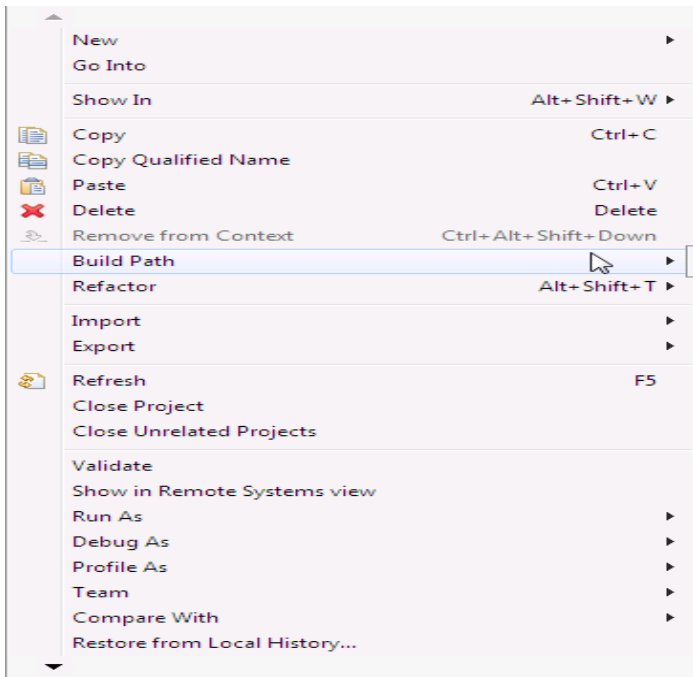 New
Go Into
Show In Alt+Shift+W
Copy Ctrl+C
Copy Qualified Name
Paste Ctrl+V
Delete Delete
Remove from Context Ctrl+Alt+Shift+Down
Build Path
Refactor Alt+Shift+T
Import
Export
Refresh F5
Close Project
Close Unrelated Projects
Validate
Show in Remote Systems view
Run As
Debug As
Profile As
Team
Compare With
Restore from Local History...